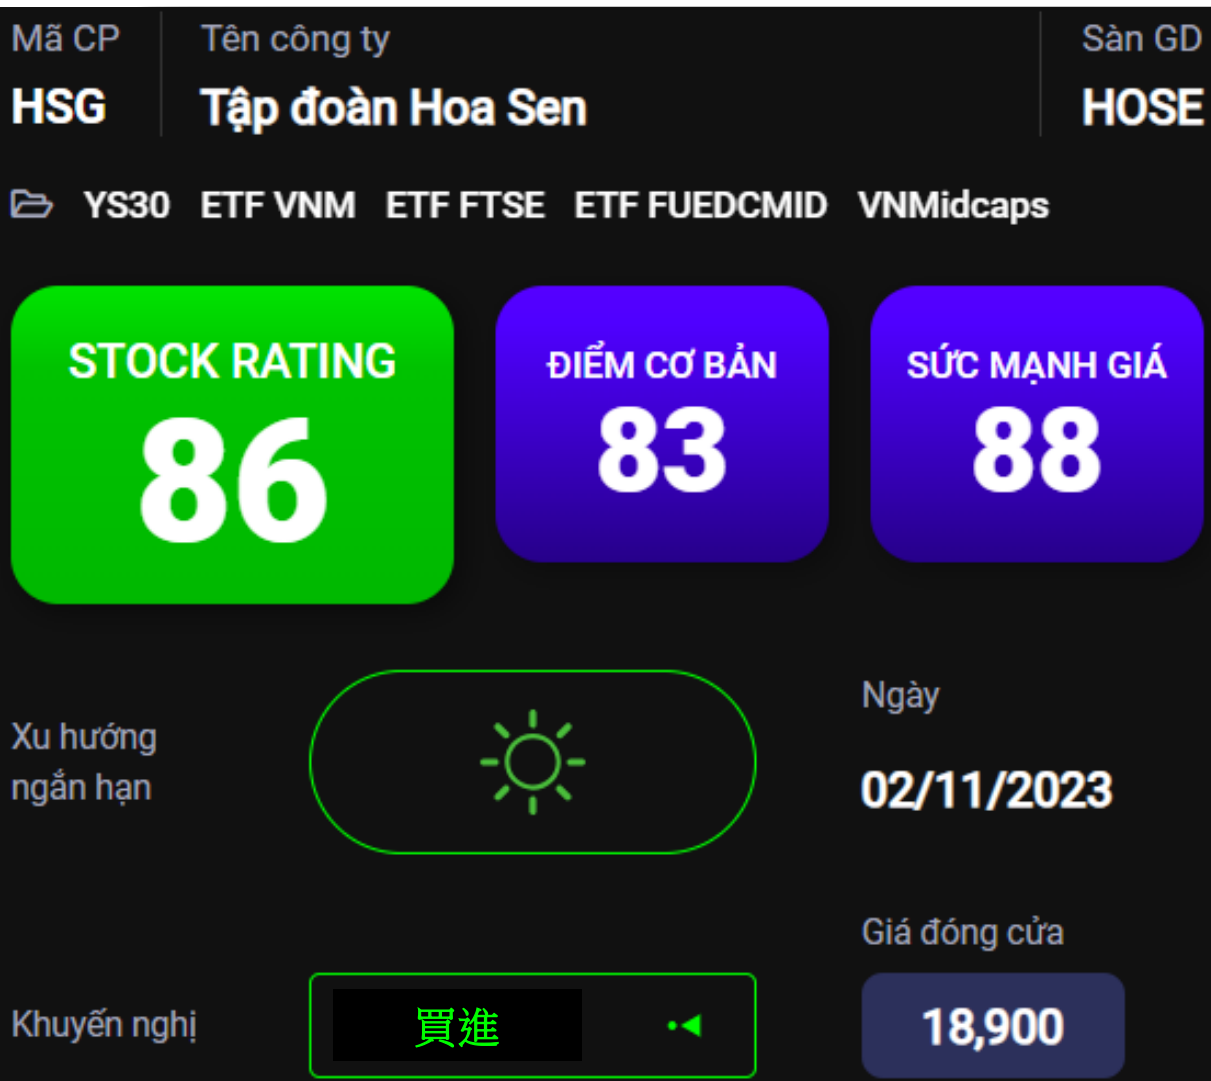 Mã CP Tên công ty Sàn GD
HSG Tập đoàn Hoa Sen HOSE
YS30 ETF VNM ETF FTSE ETF FUEDCMID VNMidcaps
STOCK RATING
86
ĐIỂM CƠ BẢN
83
SỨC MẠNH GIÁ
88
Xu hướng
ngắn hạn
Ngày
02/11/2023
Khuyến nghị
買進
Giá đóng cửa
18,900